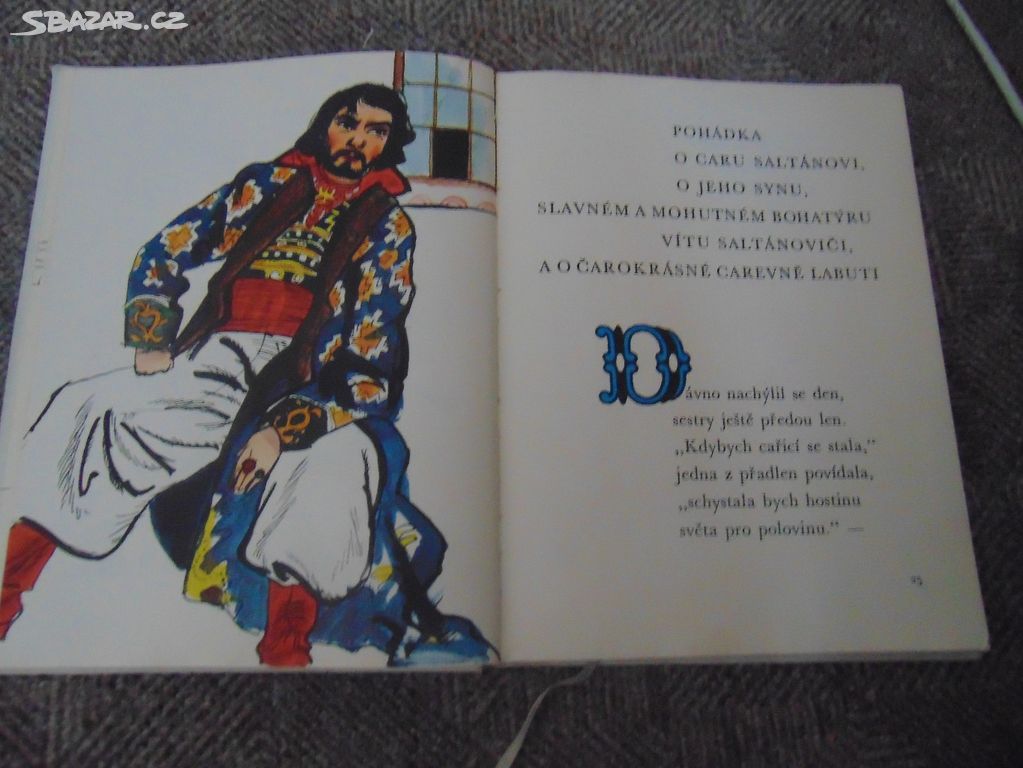 SBAZAR.CZ
POHÁDKA
O CARU SALTÁNOVI,
O JEHO SYNU,
SLAVNÉM A MOHUTNÉM BOHATÝRU
VÍTU SALTÁNOVIČI,
A O ČAROKRÁSNÉ CAREVNĚ LABUTI
Dávno nachýlil se den,
sestry ještě předou len.
„Kdybych cařicí se stala,"
jedna z přadlen povídala,
„schystala bych hostinu
světa pro polovinu." —
25